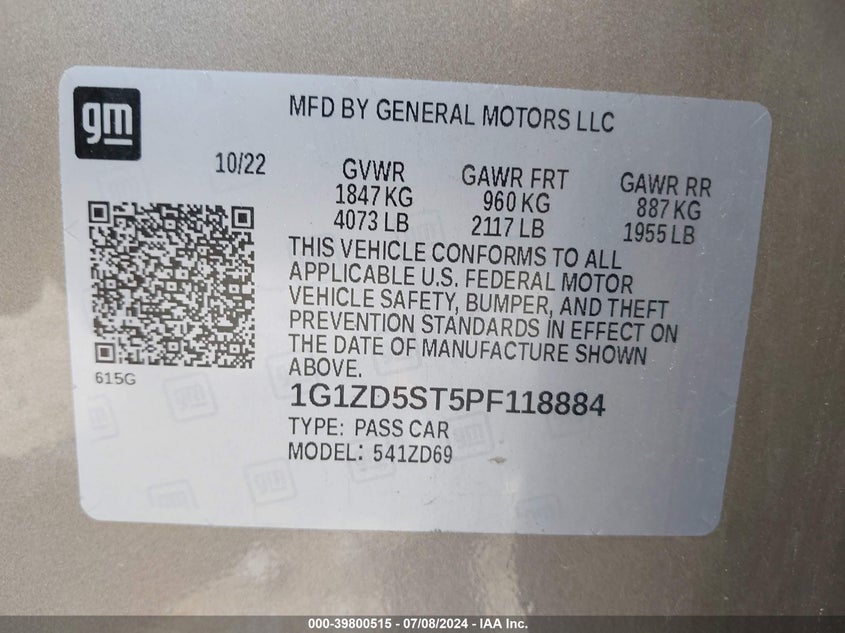 gm
MFD BY GENERAL MOTORS LLC
10/22
GVWR GAWR FRT GAWR RR
1847 KG 960 KG 887 KG
4073 LB 2117 LB 1955 LB
THIS VEHICLE CONFORMS TO ALL
APPLICABLE U.S. FEDERAL MOTOR
VEHICLE SAFETY, BUMPER, AND THEFT
PREVENTION STANDARDS IN EFFECT ON
THE DATE OF MANUFACTURE SHOWN
ABOVE.
615G
1G1ZD5ST5PF118884
TYPE: PASS CAR
MODEL: 541ZD69
000-39800515 - 07/08/2024 - IAA Inc.